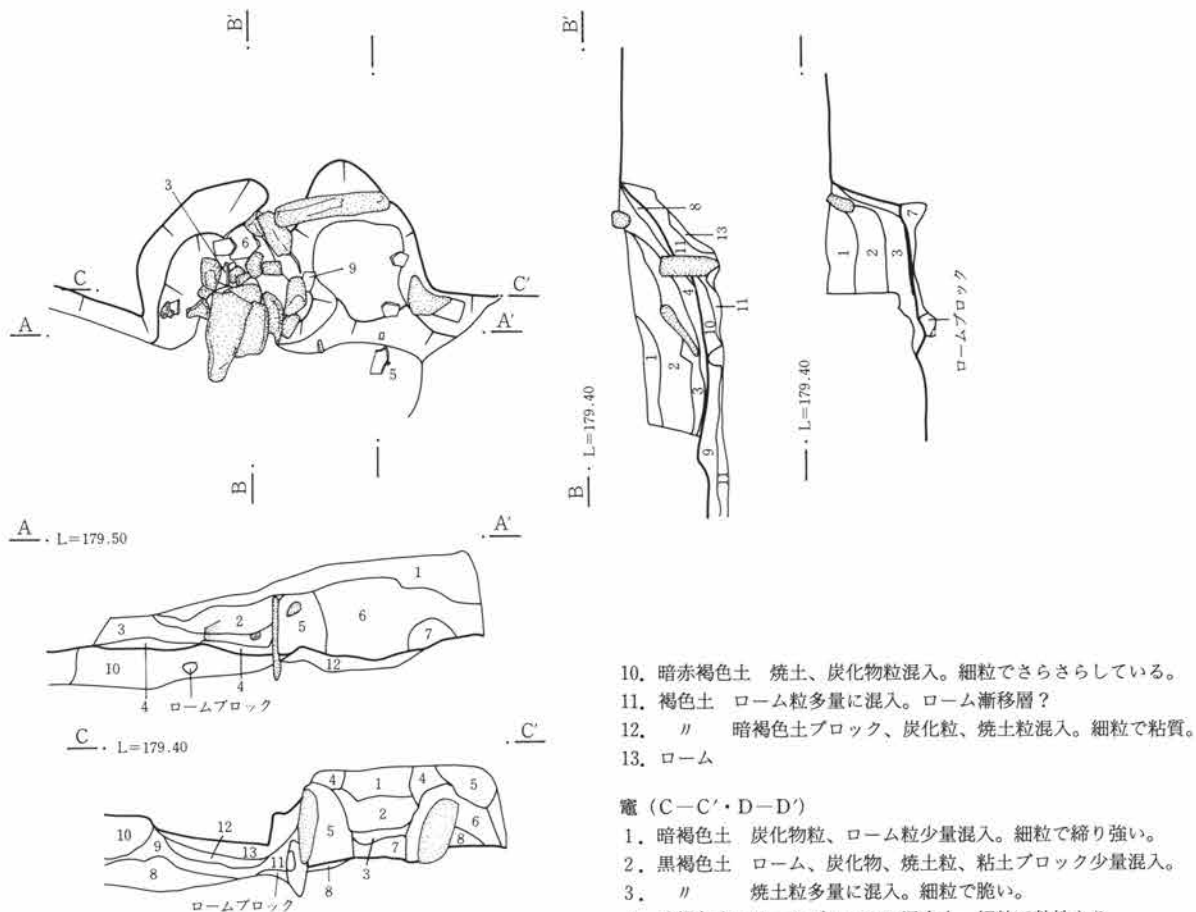 B′
B′
3
6
9
C
C′
A
A′
5
B
8
13
11
4
11
10
1
2
3
9
B L=179.40
7
1
2
3
ロームブロック
L=179.40
A L=179.50
A′
1
2
3
5
6
7
10
12
4
4
ロームブロック
C L=179.40
C′
4
1
4
5
2
5
6
10
12
9
13
7
8
8
11
3
8
ロームブロック
10. 暗赤褐色土 焼土、炭化物粒混入。細粒でさらさらしている。
11. 褐色土 ローム粒多量に混入。ローム漸移層?
12. 〃 暗褐色土ブロック、炭化粒、焼土粒混入。細粒で粘質。
13. ローム
竈(C―C′・D―D′)
1. 暗褐色土 炭化物粒、ローム粒少量混入。細粒で締り強い。
2. 黒褐色土 ローム、炭化物、焼土粒、粘土ブロック少量混入。
3. 〃 焼土粒多量に混入。細粒で脆い。